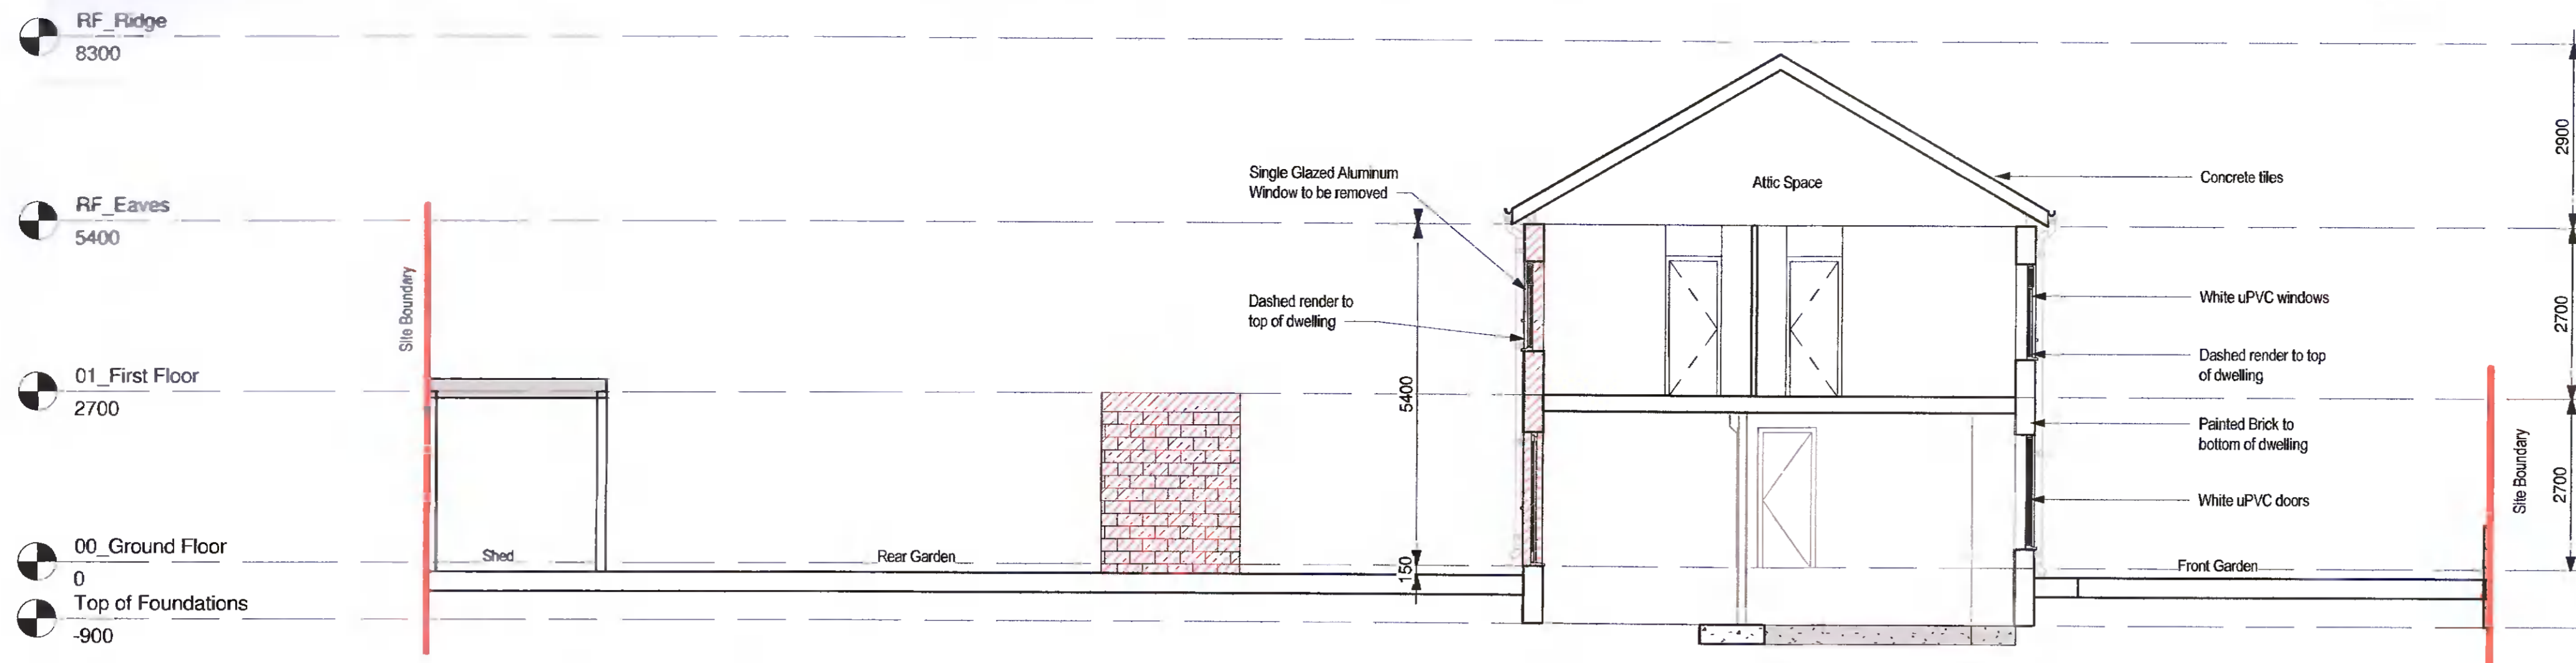 RF_Ridge
8300
RF_Eaves
5400
01_First Floor
2700
00_Ground Floor
0
Top of Foundations
-900
Site Boundary
Shed
Rear Garden
Single Glazed Aluminum
Window to be removed
Dashed render to
top of dwelling
5400
150
Attic Space
Concrete tiles
White uPVC windows
Dashed render to top
of dwelling
Painted Brick to
bottom of dwelling
White uPVC doors
Front Garden
Site Boundary
2900
2700
2700